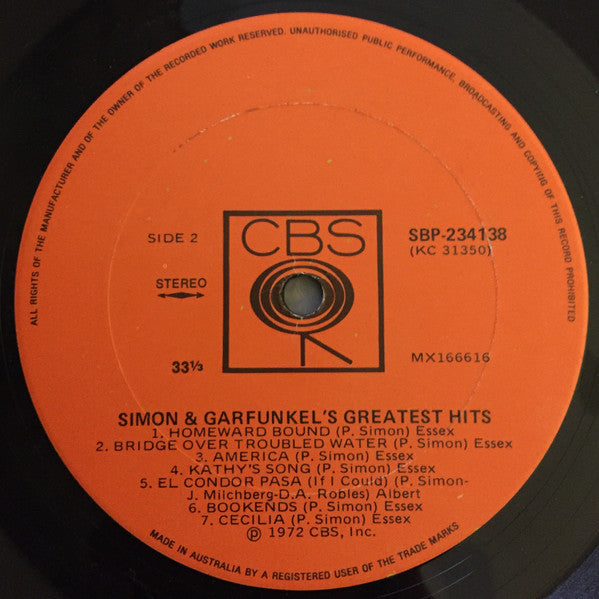 ALL RIGHTS OF THE MANUFACTURER AND OF THE OWNER OF THE RECORDED WORK RESERVED. UNAUTHORISED PUBLIC PERFORMANCE, BROADCASTING AND COPYING OF THIS RECORD PROHIBITED
CBS
SIDE 2
SBP-234138
(KC 31350)
STEREO
33⅓
MX166616
SIMON & GARFUNKEL'S GREATEST HITS
1. HOMEWARD BOUND (P. Simon) Essex
2. BRIDGE OVER TROUBLED WATER (P. Simon) Essex
3. AMERICA (P. Simon) Essex
4. KATHY'S SONG (P. Simon) Essex
5. EL CONDOR PASA (If I Could) (P. Simon-
J. Milchberg-D.A. Robles) Albert
6. BOOKENDS (P. Simon) Essex
7. CECILIA (P. Simon) Essex
℗ 1972 CBS, Inc.
MADE IN AUSTRALIA BY A REGISTERED USER OF THE TRADE MARKS